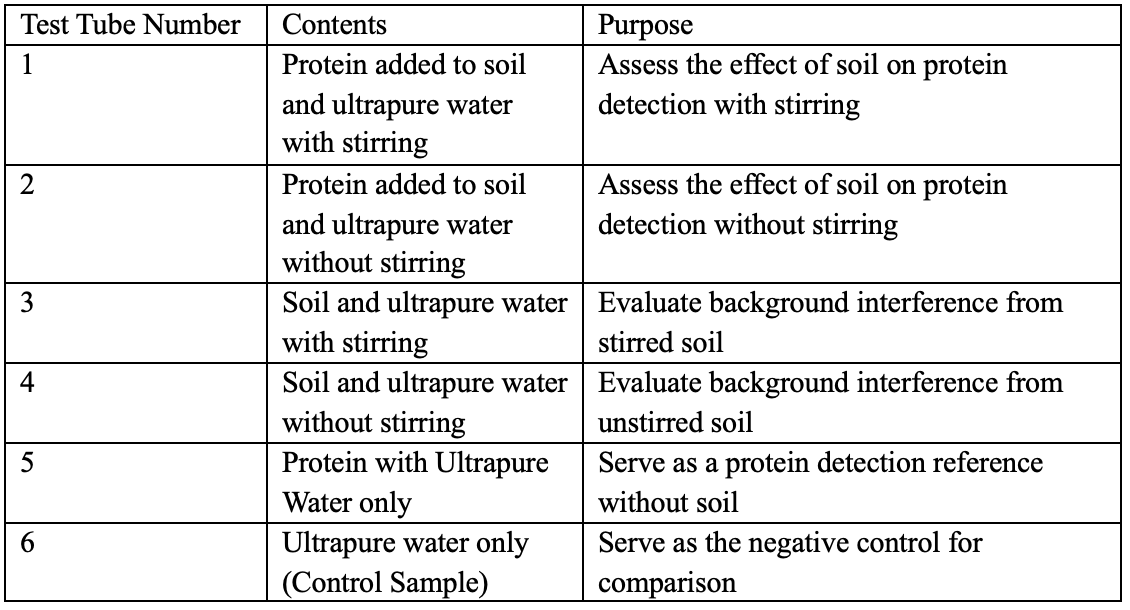 Test Tube Number Contents Purpose
1 Protein added to soil Assess the effect of soil on protein
and ultrapure water detection with stirring
with stirring
2 Protein added to soil Assess the effect of soil on protein
and ultrapure water detection without stirring
without stirring
3 Soil and ultrapure water Evaluate background interference from
with stirring stirred soil
4 Soil and ultrapure water Evaluate background interference from
without stirring unstirred soil
5 Protein with Ultrapure Serve as a protein detection reference
Water only without soil
6 Ultrapure water only Serve as the negative control for
(Control Sample) comparison